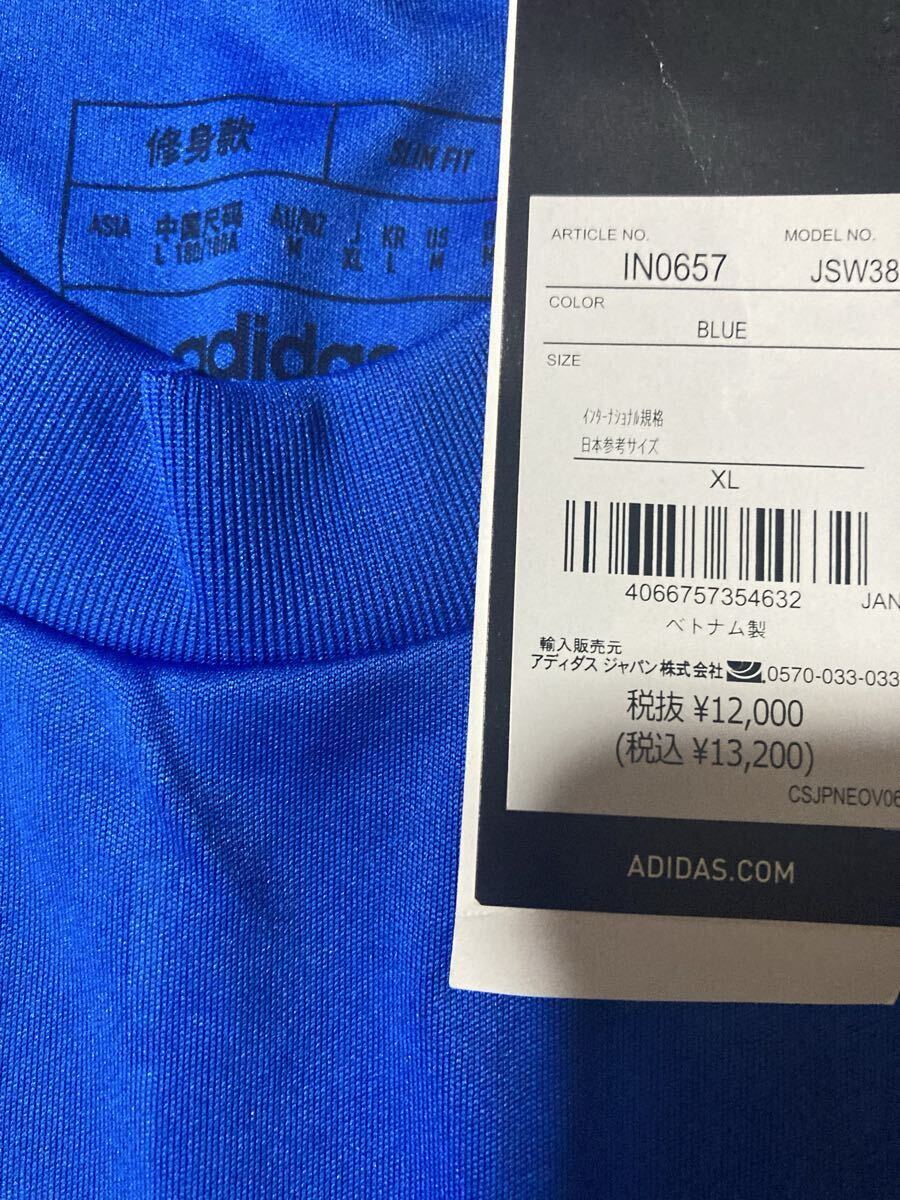 修身款 SLIM FIT
ASIA 中国尺码 AU/NZ J KR US
L 180/100A M XL L M
adidas
ARTICLE NO. MODEL NO.
IN0657 JSW38
COLOR
BLUE
SIZE
インターナショナル規格
日本参考サイズ
XL
4066757354632 JAN
ベトナム製
輸入販売元
アディダス ジャパン株式会社 0570-033-033
税抜 ¥12,000
(税込 ¥13,200)
CSJPNEOV06
ADIDAS.COM